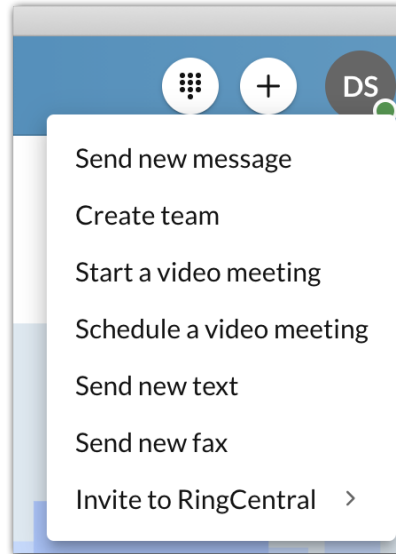 DS
Send new message
Create team
Start a video meeting
Schedule a video meeting
Send new text
Send new fax
Invite to RingCentral